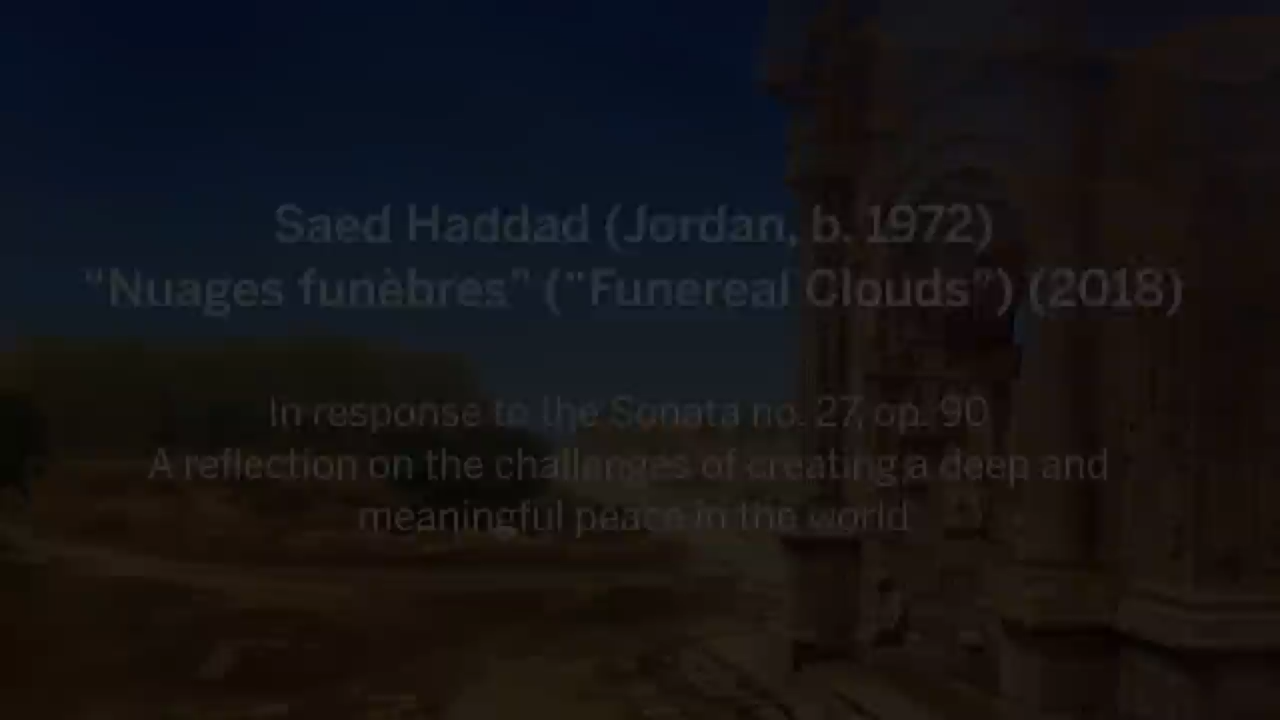 Saed Haddad (Jordan, b. 1972)
“Nuages funèbres” (“Funereal Clouds”) (2018)
In response to the Sonata no. 27, op. 90
A reflection on the challenges of creating a deep and
meaningful peace in the world